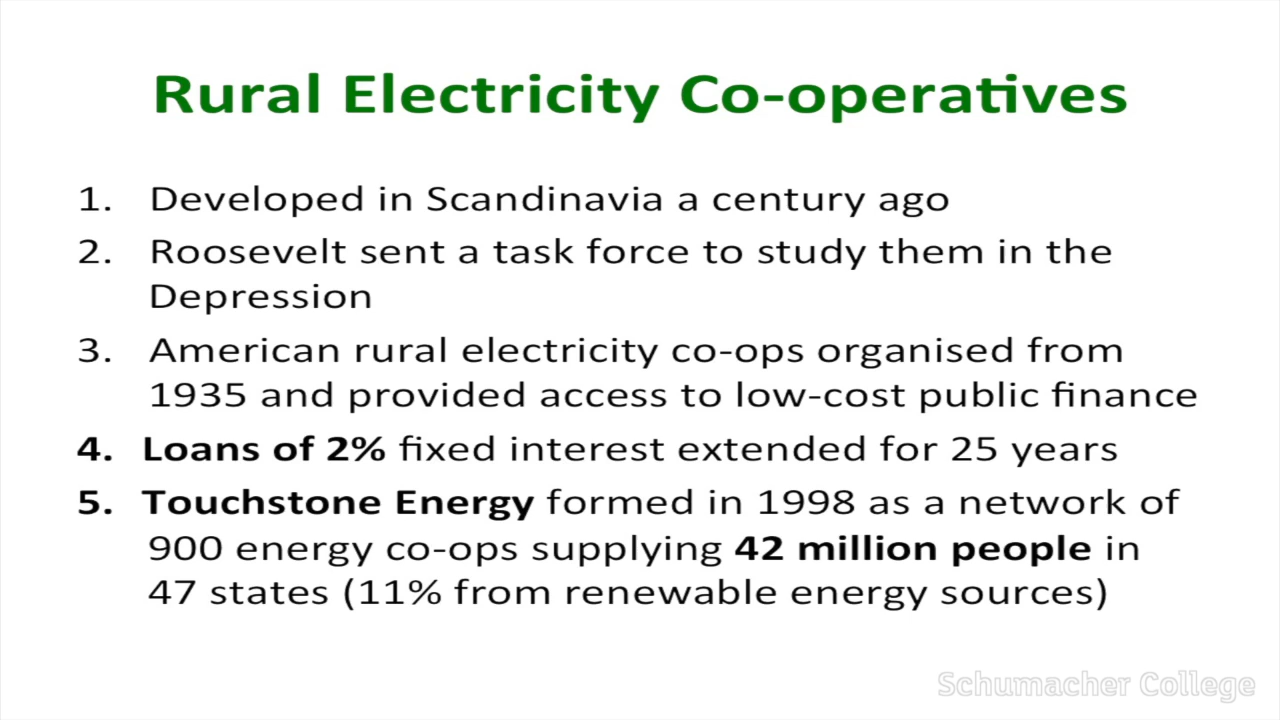 Rural Electricity Co-operatives
1. Developed in Scandinavia a century ago
2. Roosevelt sent a task force to study them in the
Depression
3. American rural electricity co-ops organised from
1935 and provided access to low-cost public finance
4. Loans of 2% fixed interest extended for 25 years
5. Touchstone Energy formed in 1998 as a network of
900 energy co-ops supplying 42 million people in
47 states (11% from renewable energy sources)
Schumacher College